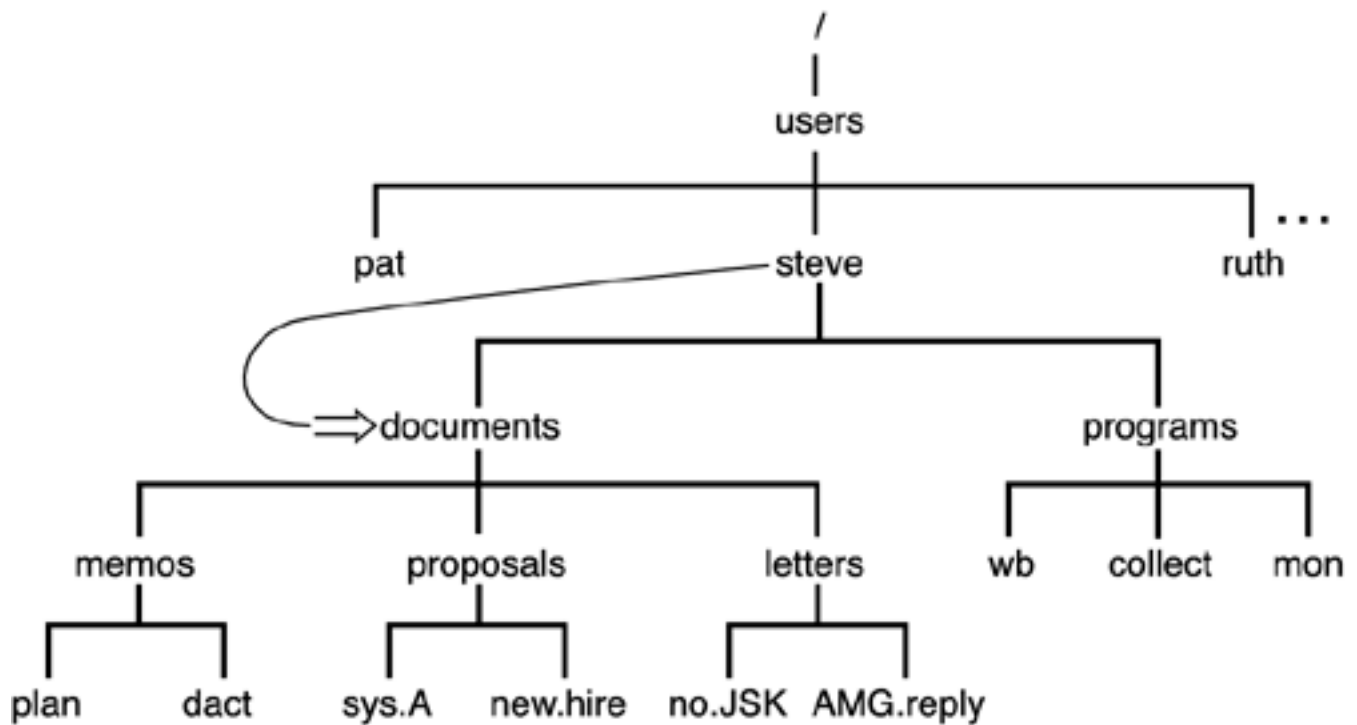 /
users
pat steve ruth ...
documents programs
memos proposals letters wb collect mon
plan dact sys.A new.hire no.JSK AMG.reply